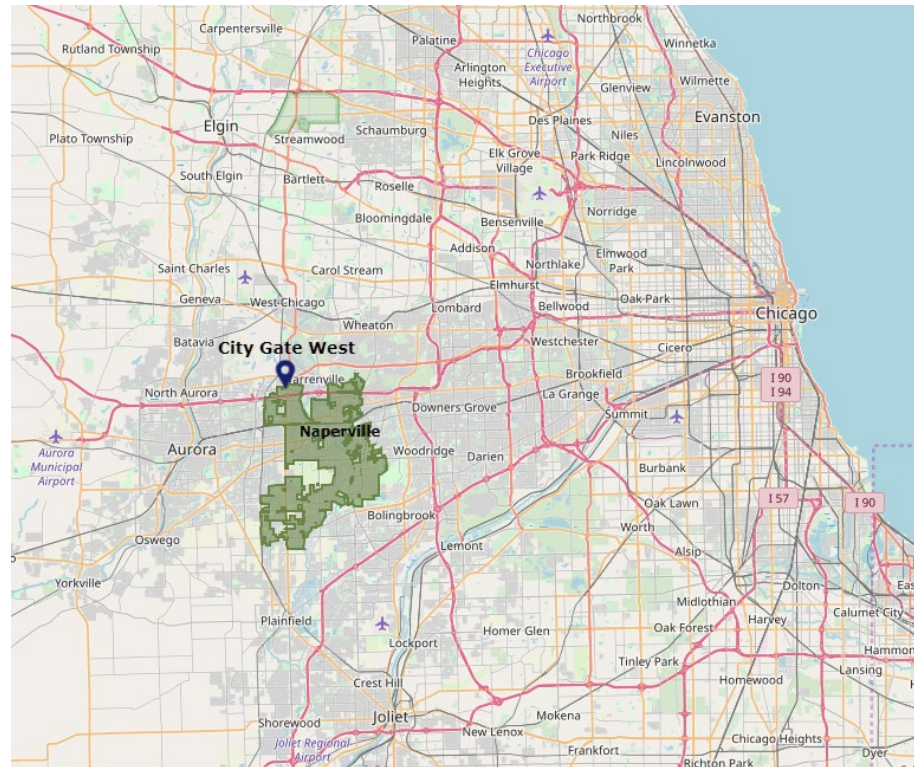 Carpentersville
Northbrook
Rutland Township
Palatine
Winnetka
Chicago
Executive
Airport
Arlington
Heights
Glenview
Wilmette
Des Plaines
Evanston
Elgin
Plato Township
Streamwood
Schaumburg
Niles
Elk Grove
Village
Park Ridge
Lincolnwood
South Elgin
Bartlett
Roselle
Bloomingdale
Norridge
Bensenville
Addison
Elmwood
Park
Saint Charles
Carol Stream
Northlake
Elmhurst
Geneva
West Chicago
Lombard
Bellwood
Oak Park
Chicago
Wheaton
Batavia
Westchester
Cicero
City Gate West
arrenville
Brookfield
North Aurora
La Grange
I 90
I 94
Downers Grove
Summit
Naperville
Aurora
Woodridge
Darien
Aurora
Municipal
Airport
Burbank
I 57
I 90
Oak Lawn
Bolingbrook
Worth
Oswego
Lemont
Alsip
Yorkville
Dolton
Eas
Midlothian
Calumet City
Plainfield
Harvey
Homer Glen
Oak Forest
Lockport
Hammon
Tinley Park
Lansing
Crest Hill
Homewood
H
Joliet
Mokena
Shorewood
New Lenox
Chicago Heights
Joliet Regional
Airport
Frankfort
Dyer
Richton Park